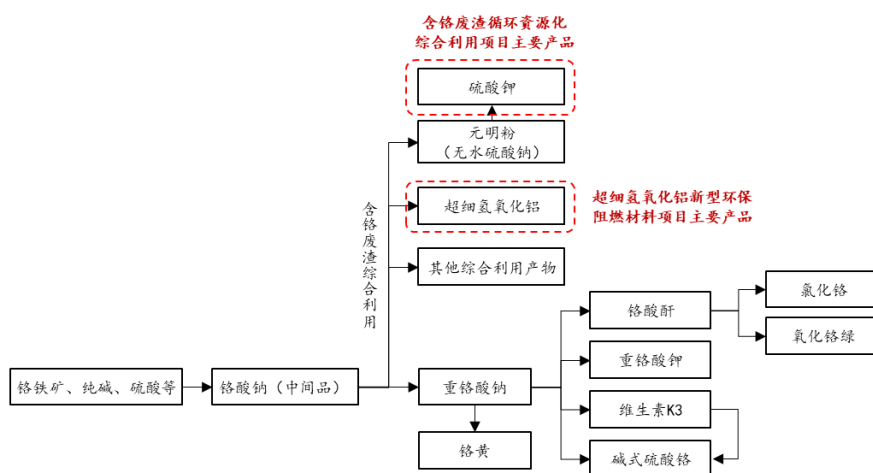 含铬废渣循环資源化
综合利用项目主要产品
硫酸钾
元明粉
（无水硫酸钠）
超细氢氧化铝
超细氢氧化铝新型环保
阻燃材料项目主要产品
含铬废渣综合利用
其他综合利用产物
铬酸酐
氯化铬
氧化铬绿
重铬酸钾
铬铁矿、纯碱、硫酸等
铬酸钠（中间品）
重铬酸钠
维生素K3
铬黄
碱式硫酸铬